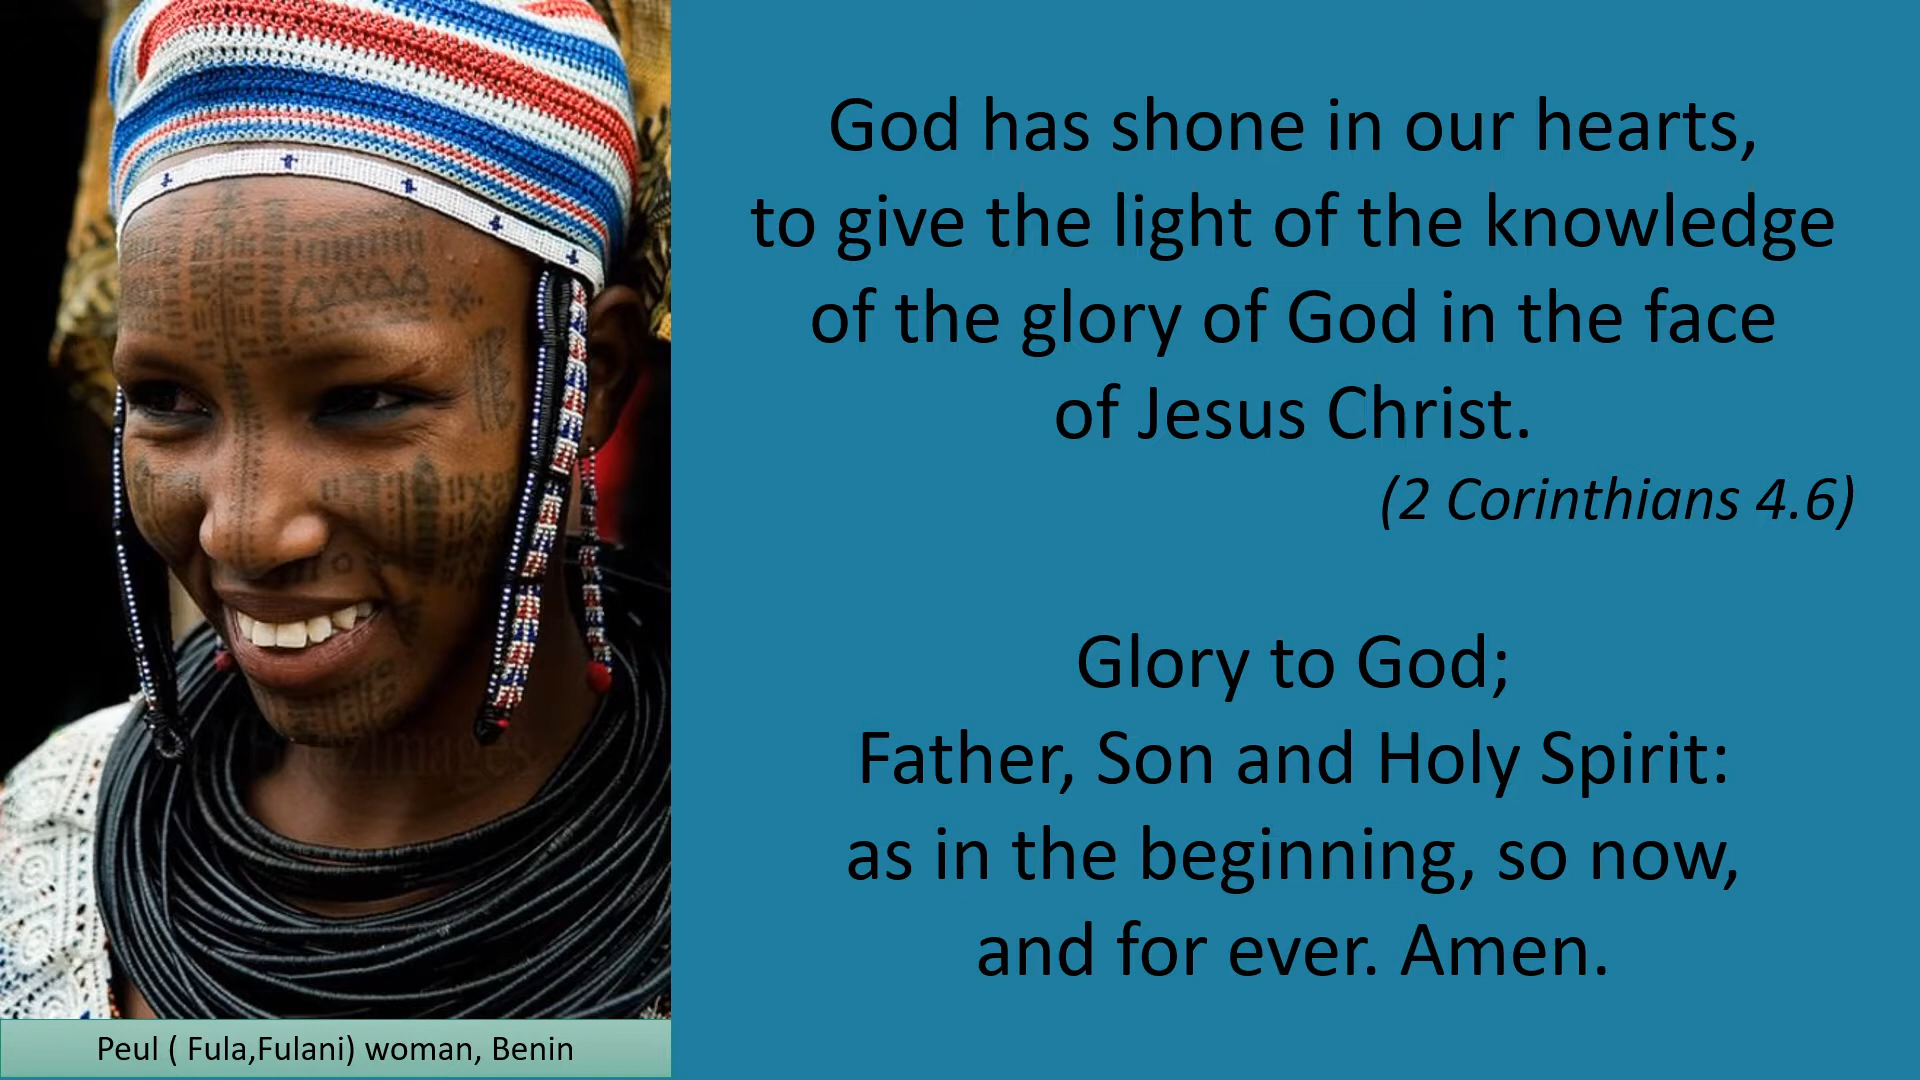 God has shone in our hearts,
to give the light of the knowledge
of the glory of God in the face
of Jesus Christ.
(2 Corinthians 4.6)
Glory to God;
Father, Son and Holy Spirit:
as in the beginning, so now,
and for ever. Amen.
Peul ( Fula,Fulani) woman, Benin